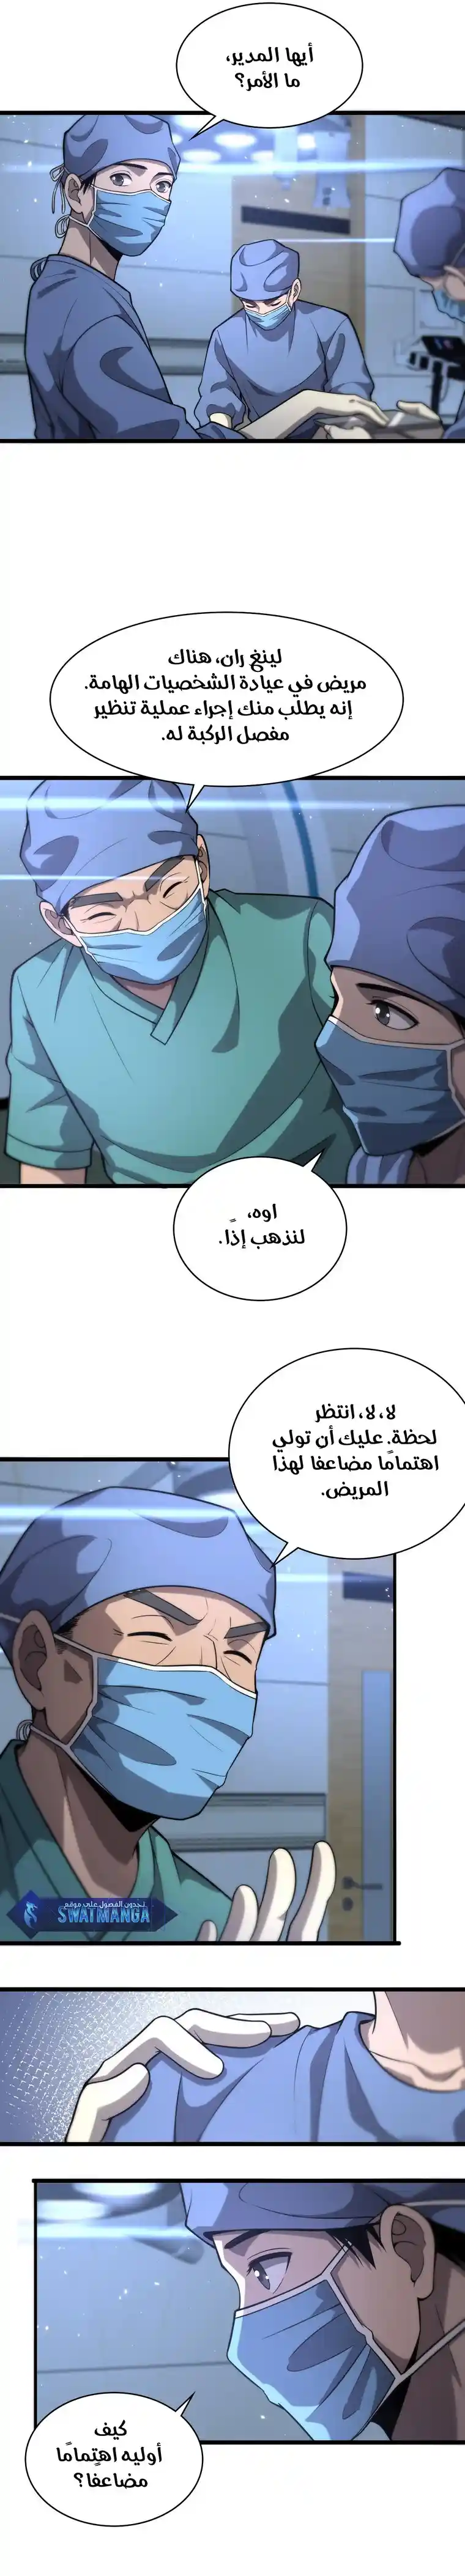 أيها المدير،
ما الأمر؟
لينغ ران، هناك
مريض في عيادة الشخصيات الهامة.
إنه يطلب منك إجراء عملية تنظير
مفصل الركبة له.
اوه،
لنذهب إذًا.
لا، لا، انتظر
لحظة. عليك أن تولي
اهتمامًا مضاعفا لهذا
المريض.
تجدون الفصول على موقع
SWATMANGA
كيف
أوليه اهتمامًا
مضاعفًا؟